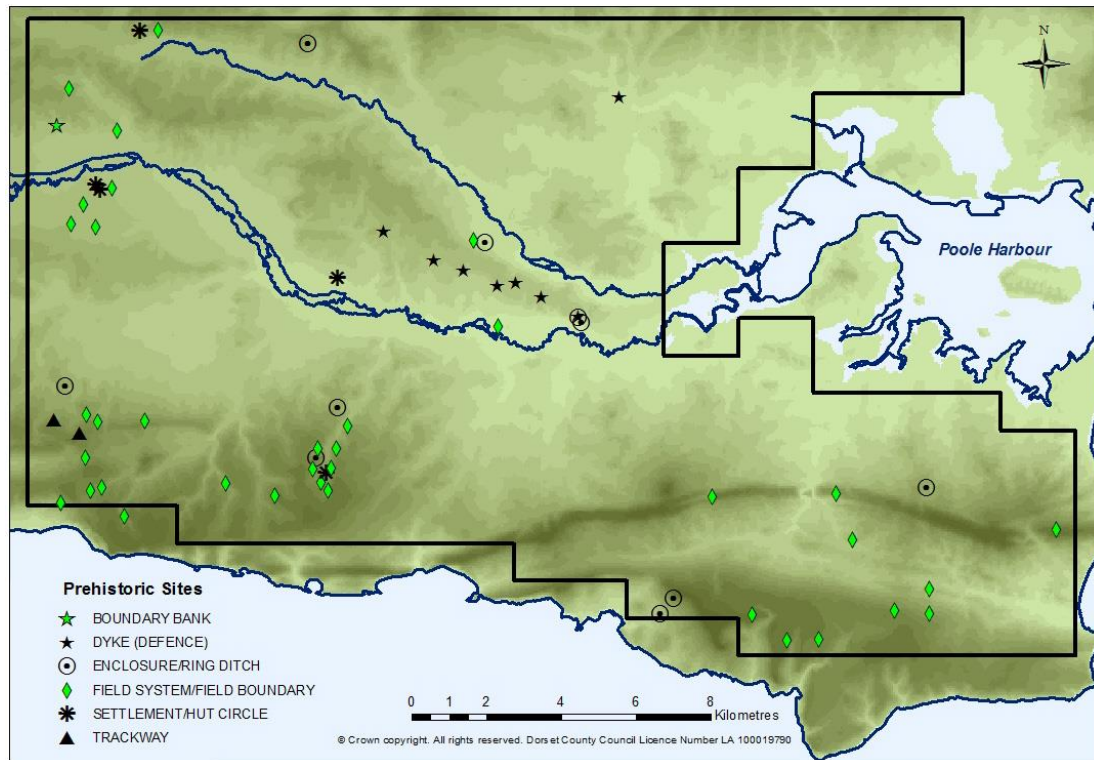 N
Poole Harbour
Prehistoric Sites
BOUNDARY BANK
DYKE (DEFENCE)
ENCLOSURE/RING DITCH
FIELD SYSTEM/FIELD BOUNDARY
SETTLEMENT/HUT CIRCLE
TRACKWAY
0 1 2 4 6 8
Kilometres
© Crown copyright. All rights reserved. Dorset County Council Licence Number LA 100019790